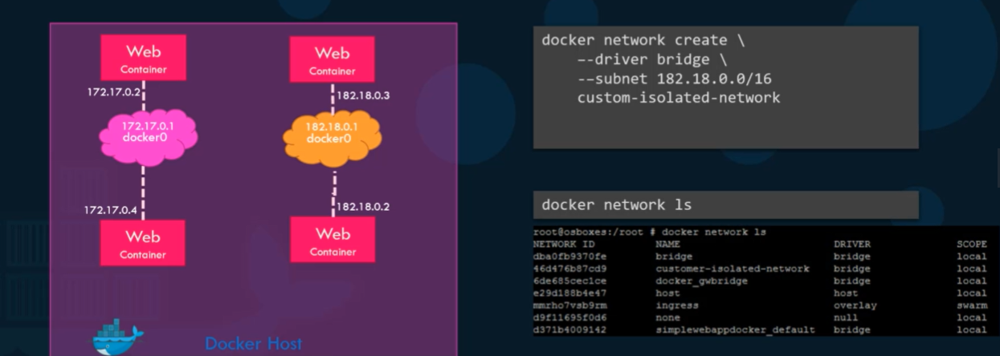 Web
Container
172.17.0.2
172.17.0.1
docker0
172.17.0.4
Web
Container
Web
Container
182.18.0.3
182.18.0.1
docker0
182.18.0.2
Web
Container
Docker Host
docker network create \
--driver bridge \
--subnet 182.18.0.0/16
custom-isolated-network
docker network ls
root@osboxes:/root # docker network ls
NETWORK ID NAME DRIVER SCOPE
dba0fb9370fe bridge bridge local
46d476b87cd9 customer-isolated-network bridge local
6de685cec1ce docker_gwbridge bridge local
e29d188b4e47 host host local
mmrho7vsb9rm ingress overlay swarm
d9f11695f0d6 none null local
d371b4009142 simplewebappdocker_default bridge local